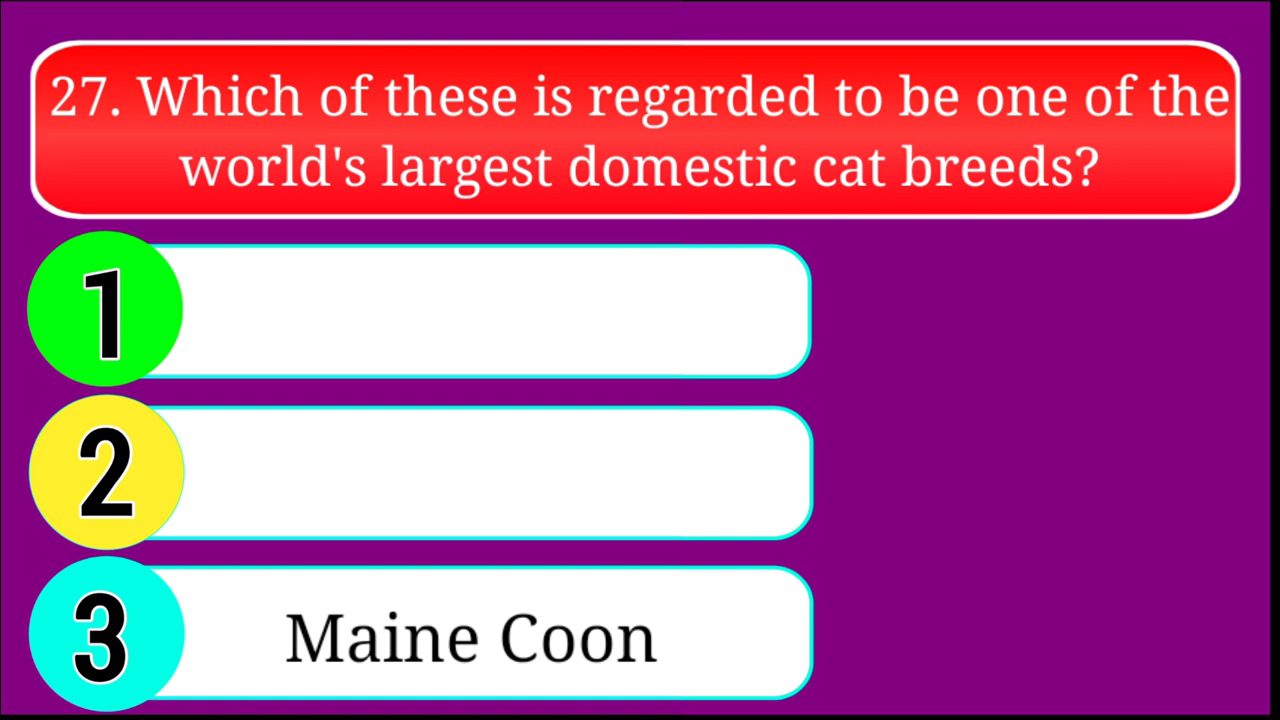 27. Which of these is regarded to be one of the
world's largest domestic cat breeds?
1
2
3
Maine Coon